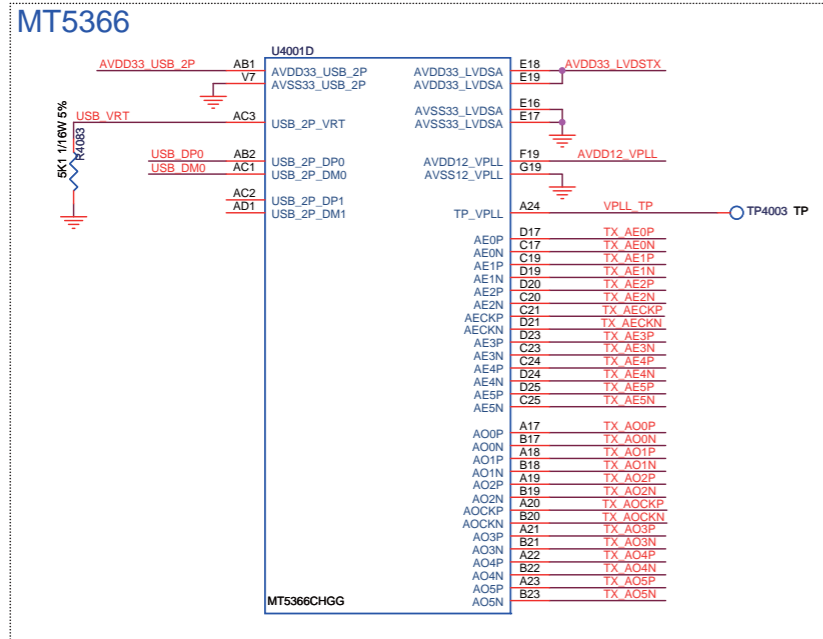 MT5366
U4001D
AVDD33_USB_2P AB1 AVDD33_USB_2P AVDD33_LVDSA E18 AVDD33_LVDSTX
V7 AVSS33_USB_2P AVDD33_LVDSA E19
AVSS33_LVDSA E16
USB_VRT AC3 USB_2P_VRT AVSS33_LVDSA E17
5K1 1/16W 5%
R4083
USB_DP0 AB2 USB_2P_DP0 AVDD12_VPLL F19 AVDD12_VPLL
USB_DM0 AC1 USB_2P_DM0 AVSS12_VPLL G19
AC2 USB_2P_DP1
AD1 USB_2P_DM1 TP_VPLL A24 VPLL_TP TP4003 TP
AE0P D17 TX_AE0P
AE0N C17 TX_AE0N
AE1P C19 TX_AE1P
AE1N D19 TX_AE1N
AE2P D20 TX_AE2P
AE2N C20 TX_AE2N
AECKP C21 TX_AECKP
AECKN D21 TX_AECKN
AE3P D23 TX_AE3P
AE3N C23 TX_AE3N
AE4P C24 TX_AE4P
AE4N D24 TX_AE4N
AE5P D25 TX_AE5P
AE5N C25 TX_AE5N
AO0P A17 TX_AO0P
AO0N B17 TX_AO0N
AO1P A18 TX_AO1P
AO1N B18 TX_AO1N
AO2P A19 TX_AO2P
AO2N B19 TX_AO2N
AOCKP A20 TX_AOCKP
AOCKN B20 TX_AOCKN
AO3P A21 TX_AO3P
AO3N B21 TX_AO3N
AO4P A22 TX_AO4P
AO4N B22 TX_AO4N
AO5P A23 TX_AO5P
AO5N B23 TX_AO5N
MT5366CHGG